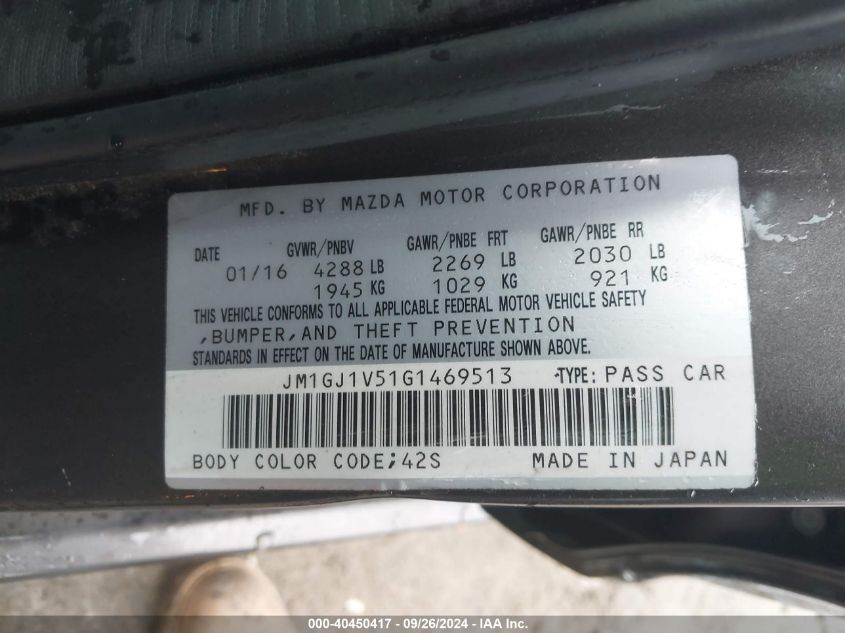 MFD. BY MAZDA MOTOR CORPORATION
DATE GVWR/PNBV GAWR/PNBE FRT GAWR/PNBE RR
01/16 4288 LB 2269 LB 2030 LB
1945 KG 1029 KG 921 KG
THIS VEHICLE CONFORMS TO ALL APPLICABLE FEDERAL MOTOR VEHICLE SAFETY
,BUMPER,AND THEFT PREVENTION
STANDARDS IN EFFECT ON THE DATE OF MANUFACTURE SHOWN ABOVE.
JM1GJ1V51G1469513 TYPE: PASS CAR
BODY COLOR CODE;42S MADE IN JAPAN
000-40450417 - 09/26/2024 - IAA Inc.